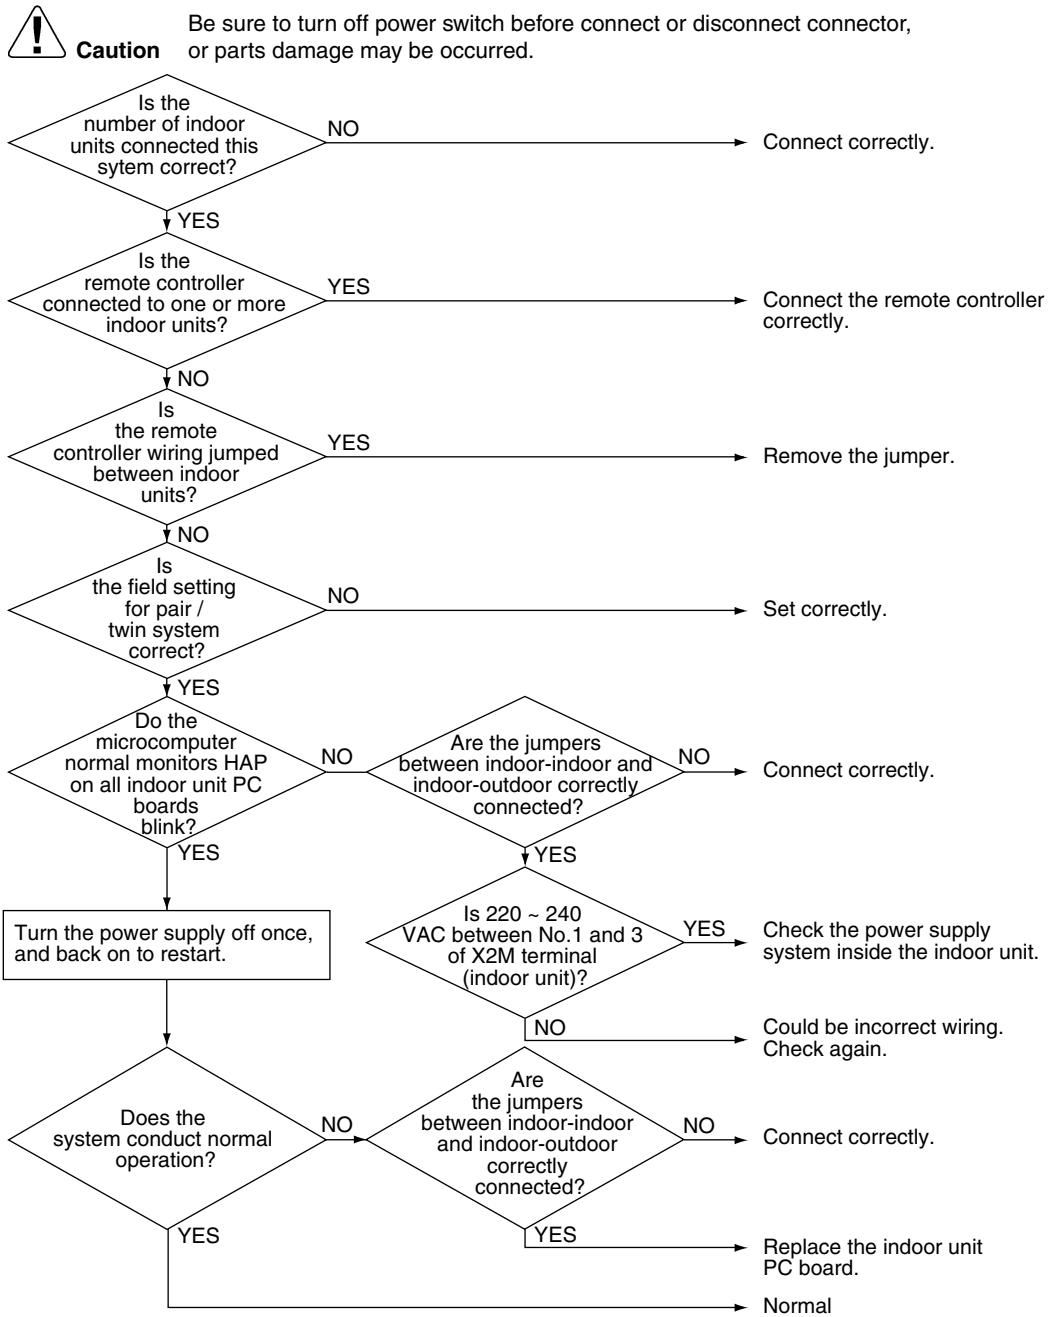 Be sure to turn off power switch before connect or disconnect connector,
Caution
or parts damage may be occurred.
Is the
number of indoor
units connected this
sytem correct?
NO
Connect correctly.
YES
Is the
remote controller
connected to one or more
indoor units?
YES
Connect the remote controller
correctly.
NO
Is
the remote
controller wiring jumped
between indoor
units?
YES
Remove the jumper.
NO
Is
the field setting
for pair /
twin system
correct?
NO
Set correctly.
YES
Do the
microcomputer
normal monitors HAP
on all indoor unit PC
boards
blink?
NO
Are the jumpers
between indoor-indoor and
indoor-outdoor correctly
connected?
NO
Connect correctly.
YES
YES
Turn the power supply off once,
and back on to restart.
Is 220 ~ 240
VAC between No.1 and 3
of X2M terminal
(indoor unit)?
YES
Check the power supply
system inside the indoor unit.
NO
Could be incorrect wiring.
Check again.
Does the
system conduct normal
operation?
NO
Are
the jumpers
between indoor-indoor
and indoor-outdoor
correctly
connected?
NO
Connect correctly.
YES
YES
Replace the indoor unit
PC board.
Normal